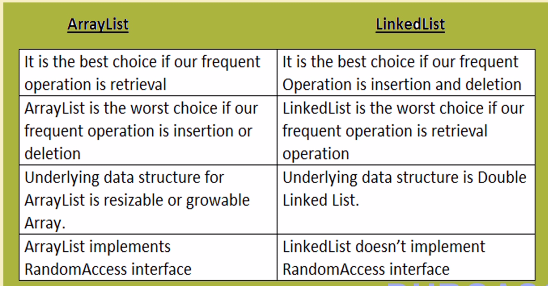 ArrayList
LinkedList
It is the best choice if our frequent
operation is retrieval
It is the best choice if our frequent
Operation is insertion and deletion
ArrayList is the worst choice if our
frequent operation is insertion or
deletion
LinkedList is the worst choice if our
frequent operation is retrieval
operation
Underlying data structure for
ArrayList is resizable or growable
Array.
Underlying data structure is Double
Linked List.
ArrayList implements
RandomAccess interface
LinkedList doesn’t implement
RandomAccess interface